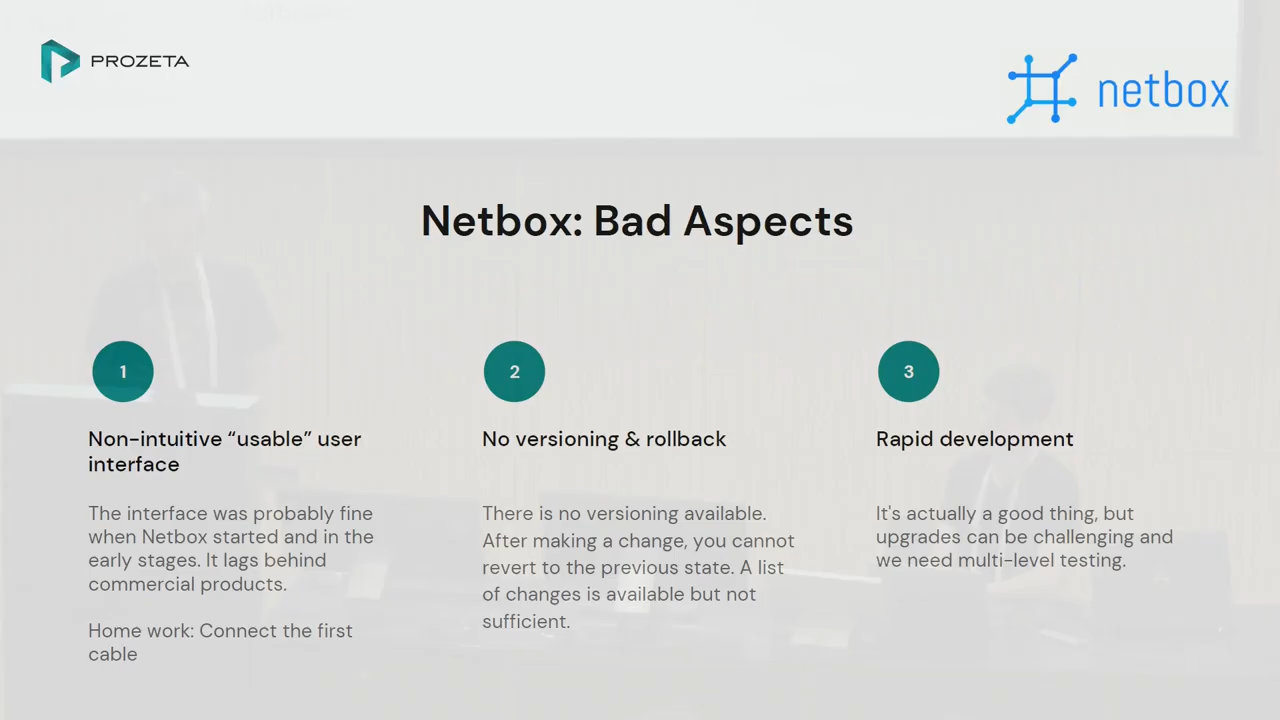 PROZETA
netbox
Netbox: Bad Aspects
1
Non-intuitive “usable” user
interface
The interface was probably fine
when Netbox started and in the
early stages. It lags behind
commercial products.
Home work: Connect the first
cable
2
No versioning & rollback
There is no versioning available.
After making a change, you cannot
revert to the previous state. A list
of changes is available but not
sufficient.
3
Rapid development
It's actually a good thing, but
upgrades can be challenging and
we need multi-level testing.